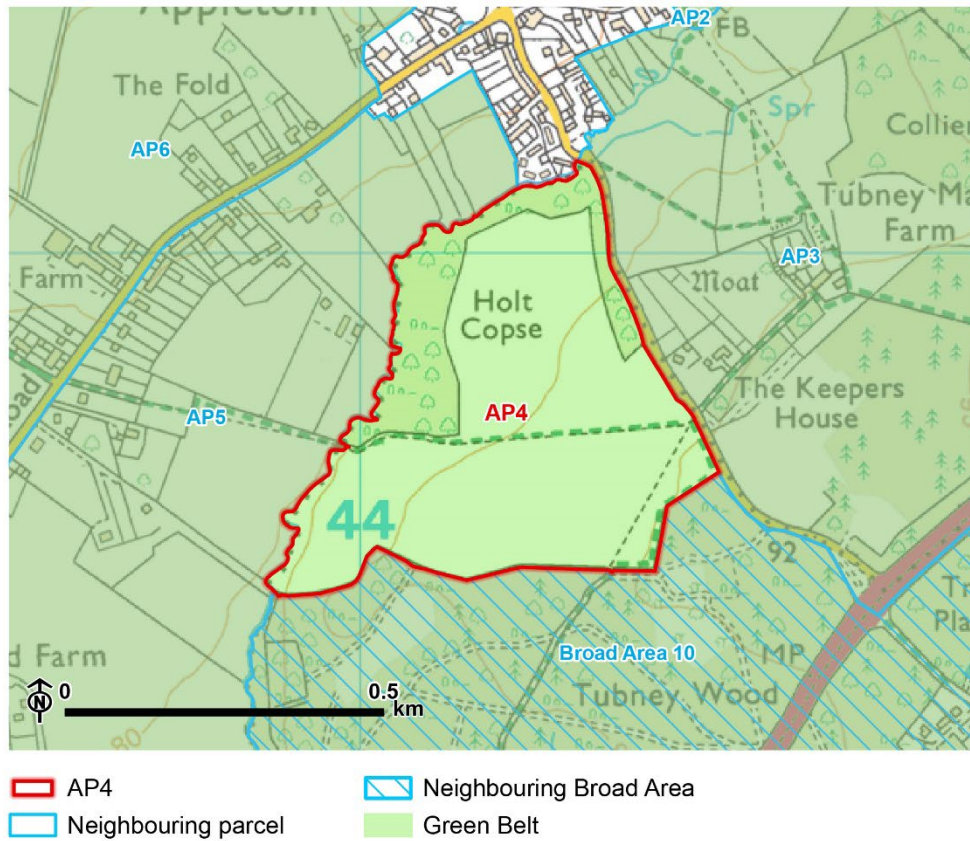 Appleton
AP2
FB
The Fold
Spr
AP6
Collie
Tubney Ma
Farm
AP3
Farm
Moat
Holt
Copse
The Keepers
House
AP4
AP5
44
92
Broad Area 10
MP
Tubney Wood
d Farm
80
N
0
0.5
km
AP4
Neighbouring parcel
Neighbouring Broad Area
Green Belt